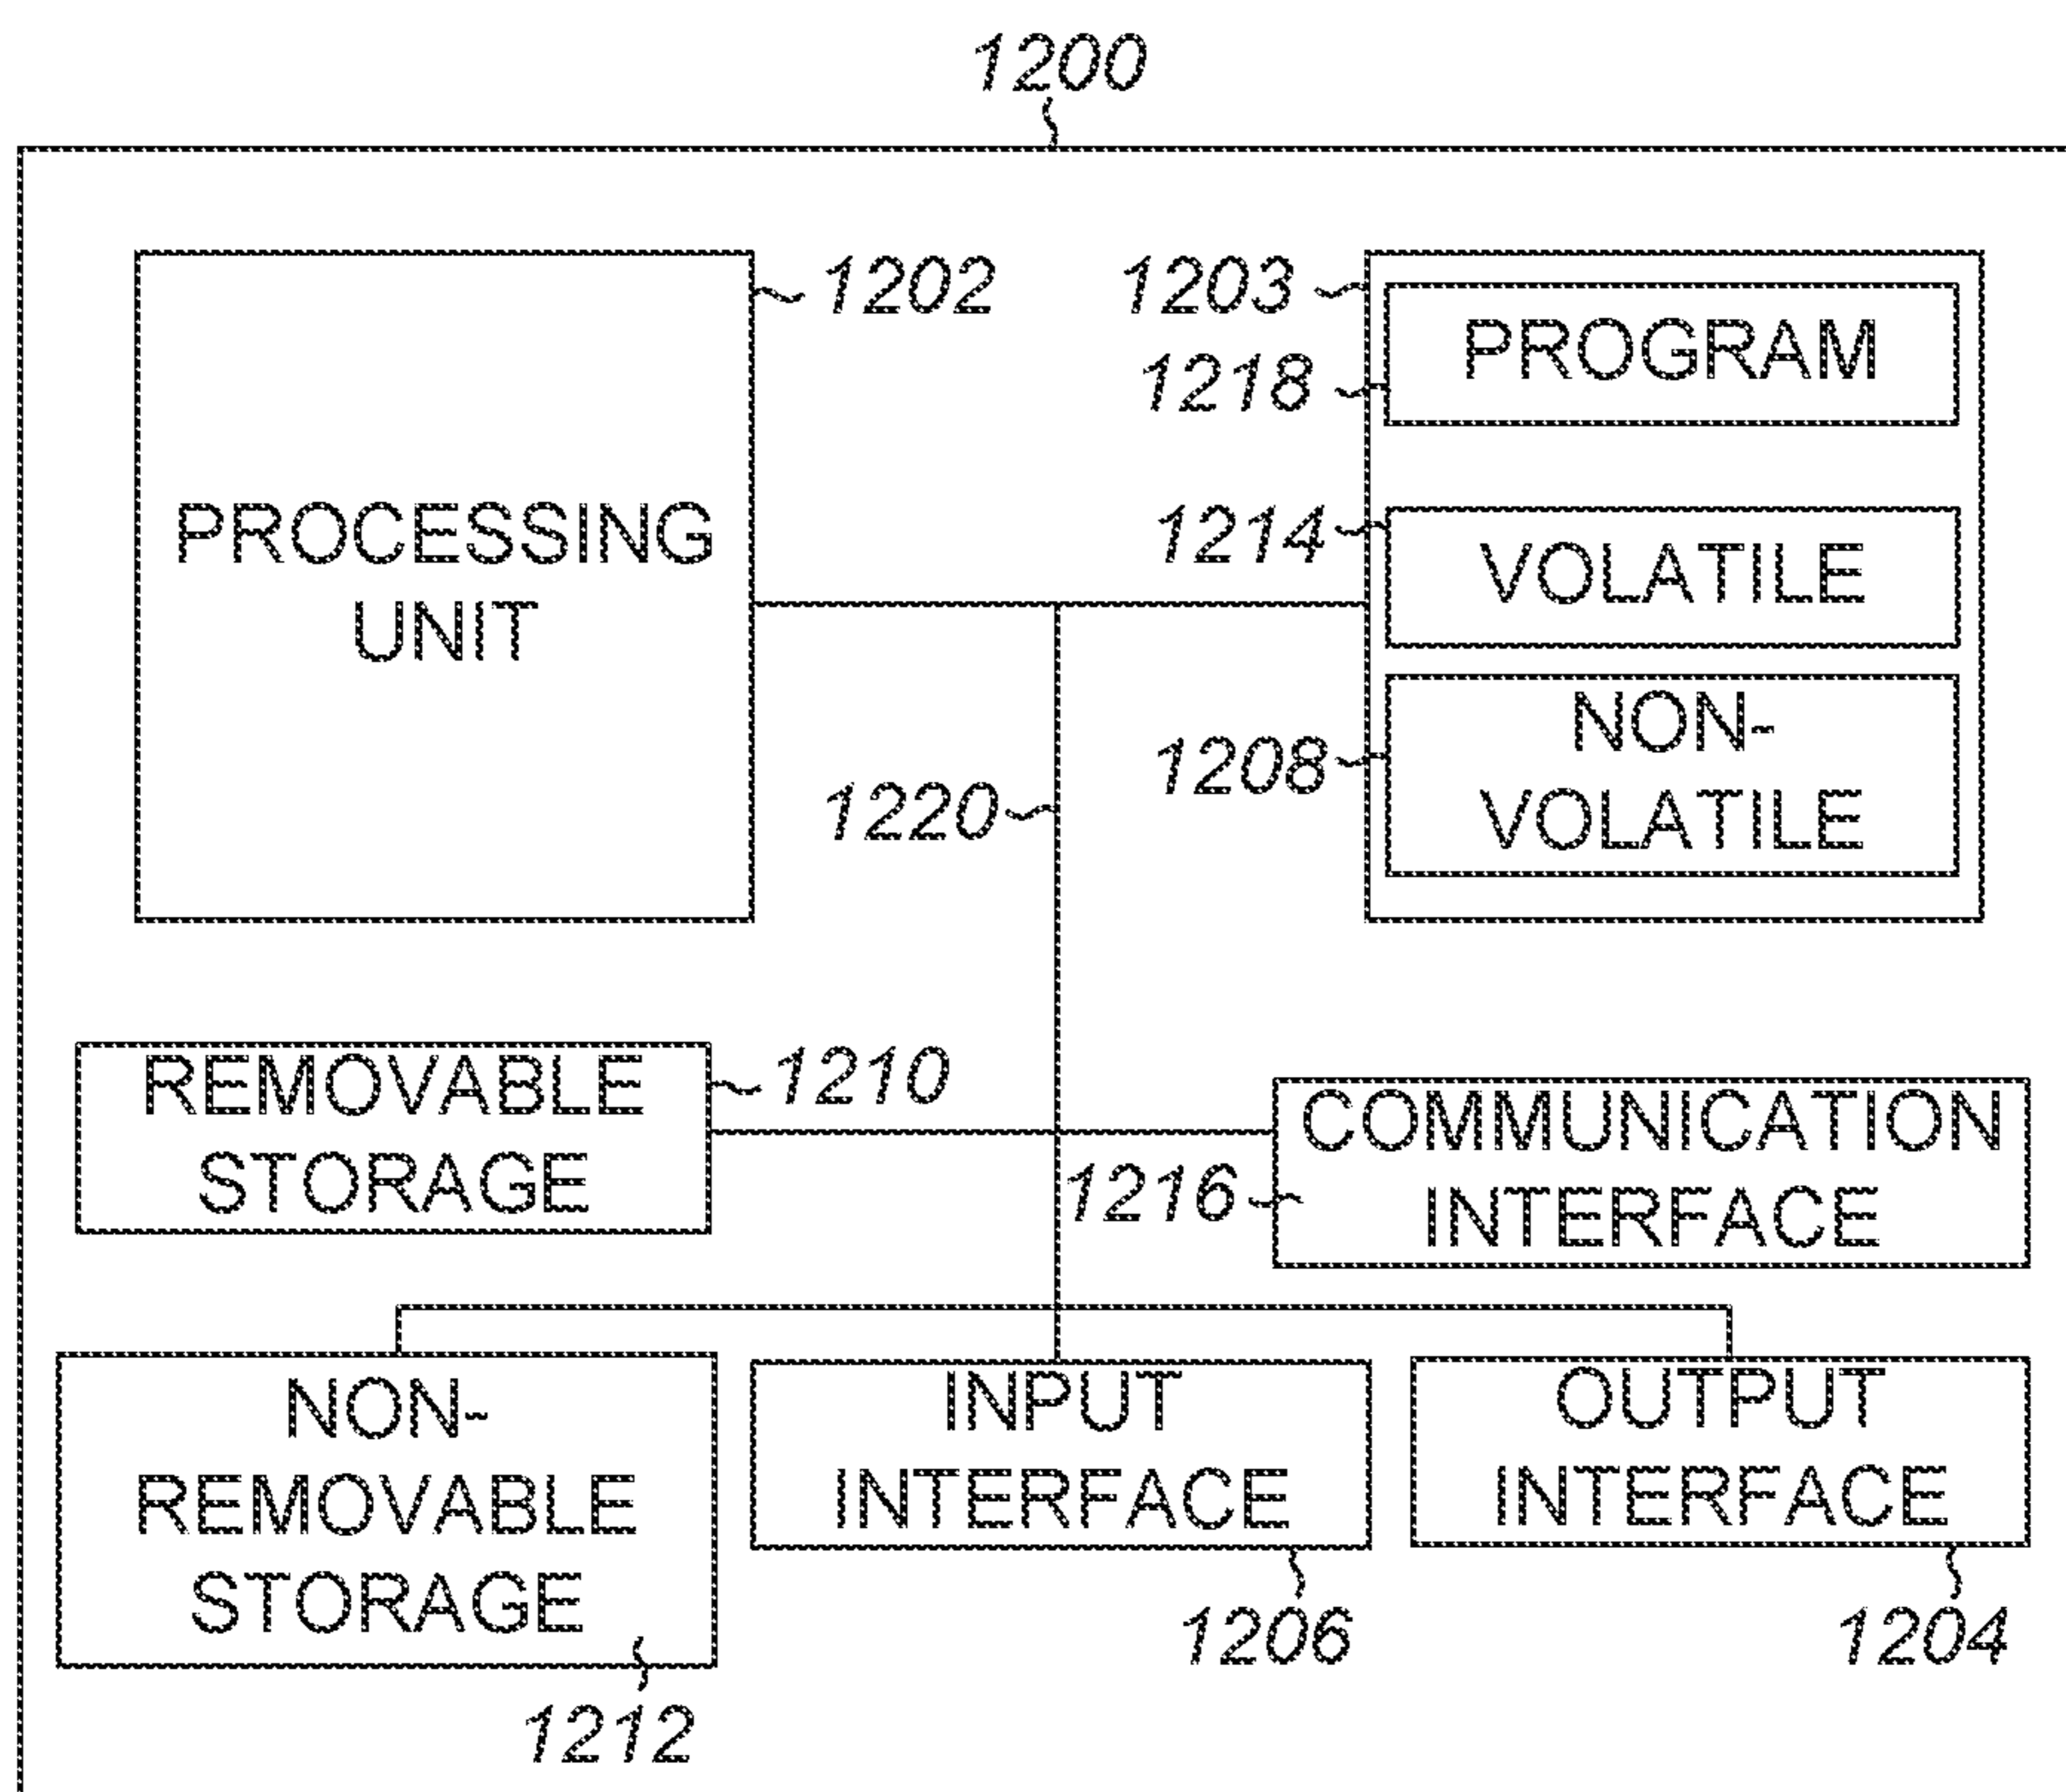 1200
1202
1203
PROGRAM
1218
PROCESSING
UNIT
1214
VOLATILE
1208
NON-
VOLATILE
1220
REMOVABLE
STORAGE
1210
COMMUNICATION
INTERFACE
1216
NON-
REMOVABLE
STORAGE
1212
INPUT
INTERFACE
1206
OUTPUT
INTERFACE
1204